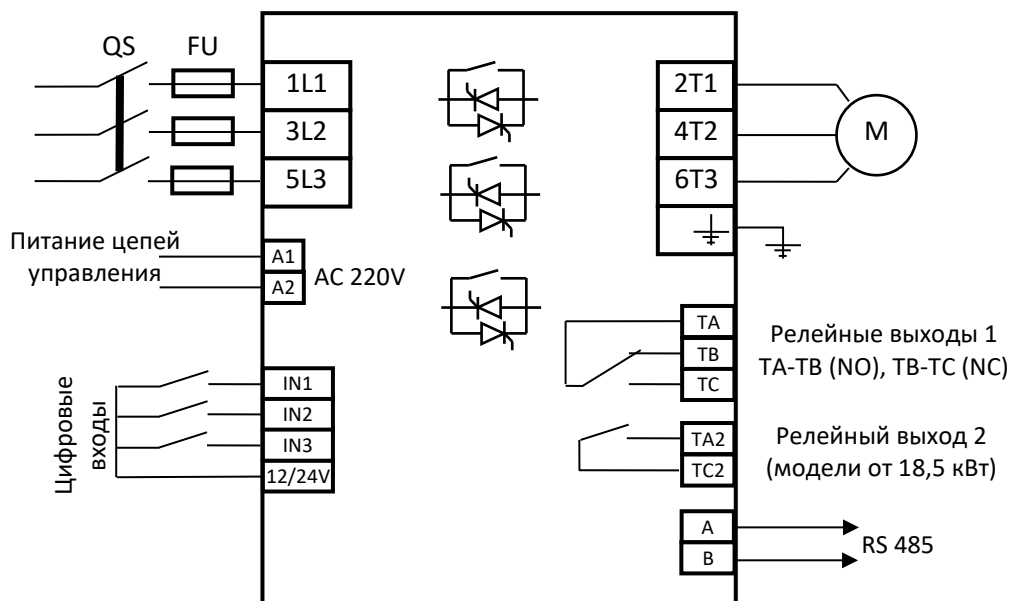 QS
FU
1L1
3L2
5L3
2T1
4T2
6T3
M
Питание цепей
управления
A1
A2
AC 220V
TA
TB
TC
Релейные выходы 1
TA-TB (NO), TB-TC (NC)
Цифровые
входы
IN1
IN2
IN3
12/24V
TA2
TC2
Релейный выход 2
(модели от 18,5 кВт)
A
B
RS 485